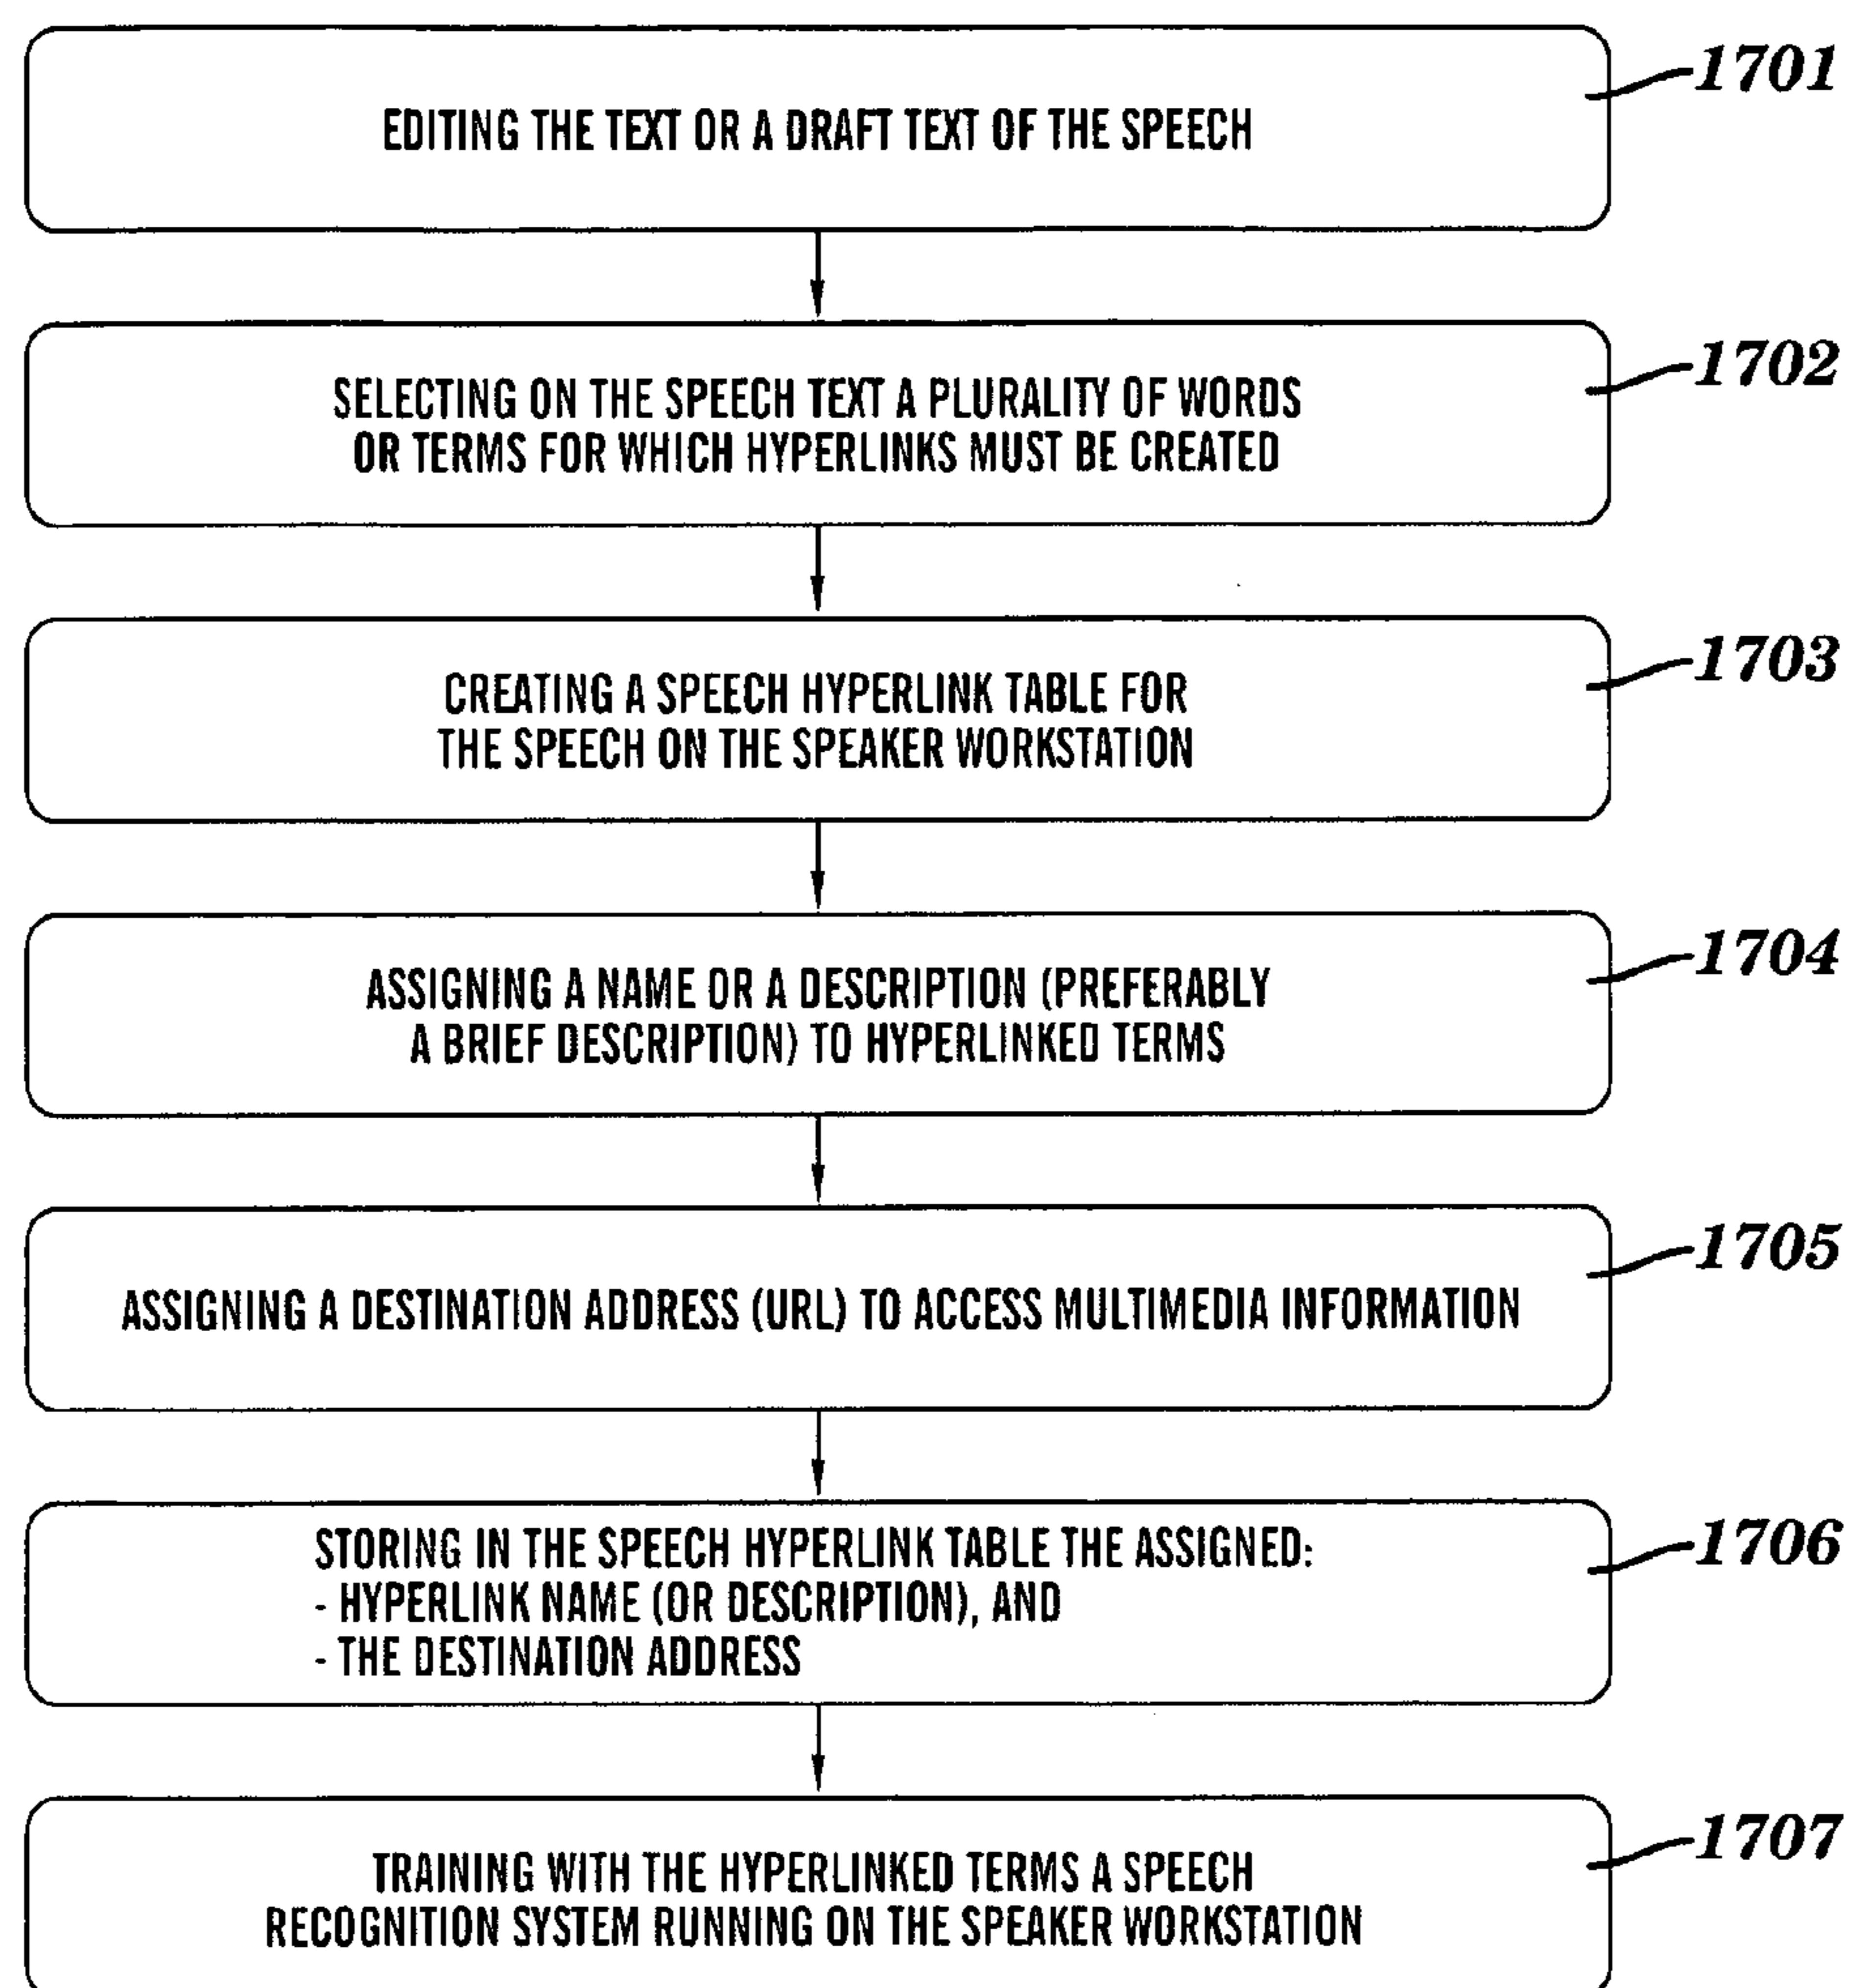 EDITING THE TEXT OR A DRAFT TEXT OF THE SPEECH
1701
SELECTING ON THE SPEECH TEXT A PLURALITY OF WORDS
OR TERMS FOR WHICH HYPERLINKS MUST BE CREATED
1702
CREATING A SPEECH HYPERLINK TABLE FOR
THE SPEECH ON THE SPEAKER WORKSTATION
1703
ASSIGNING A NAME OR A DESCRIPTION (PREFERABLY
A BRIEF DESCRIPTION) TO HYPERLINKED TERMS
1704
ASSIGNING A DESTINATION ADDRESS (URL) TO ACCESS MULTIMEDIA INFORMATION
1705
STORING IN THE SPEECH HYPERLINK TABLE THE ASSIGNED:
- HYPERLINK NAME (OR DESCRIPTION), AND
- THE DESTINATION ADDRESS
1706
TRAINING WITH THE HYPERLINKED TERMS A SPEECH
RECOGNITION SYSTEM RUNNING ON THE SPEAKER WORKSTATION
1707